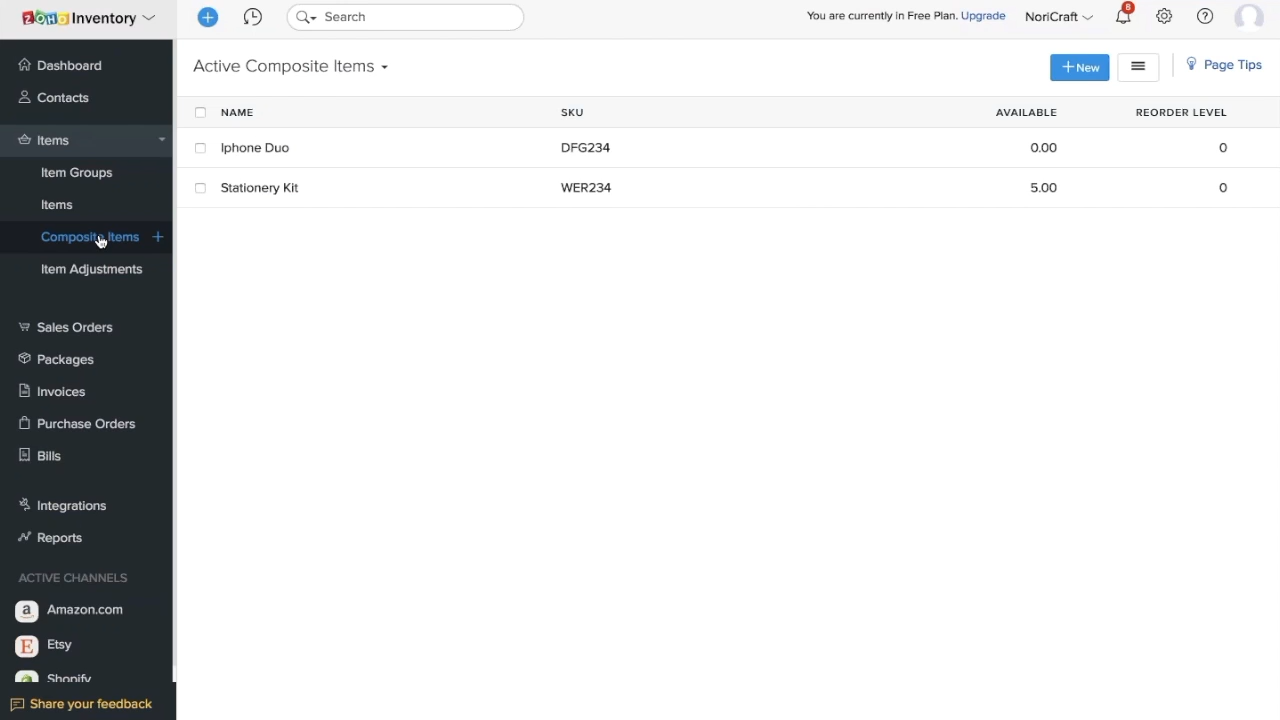 ZOHO Inventory
Search
You are currently in Free Plan. Upgrade
NoriCraft
8
Dashboard
Contacts
Items
Item Groups
Items
Composite Items
Item Adjustments
Sales Orders
Packages
Invoices
Purchase Orders
Bills
Integrations
Reports
ACTIVE CHANNELS
Amazon.com
Etsy
Shopify
Share your feedback
Active Composite Items
+ New
Page Tips
NAME SKU AVAILABLE REORDER LEVEL
Iphone Duo DFG234 0.00 0
Stationery Kit WER234 5.00 0